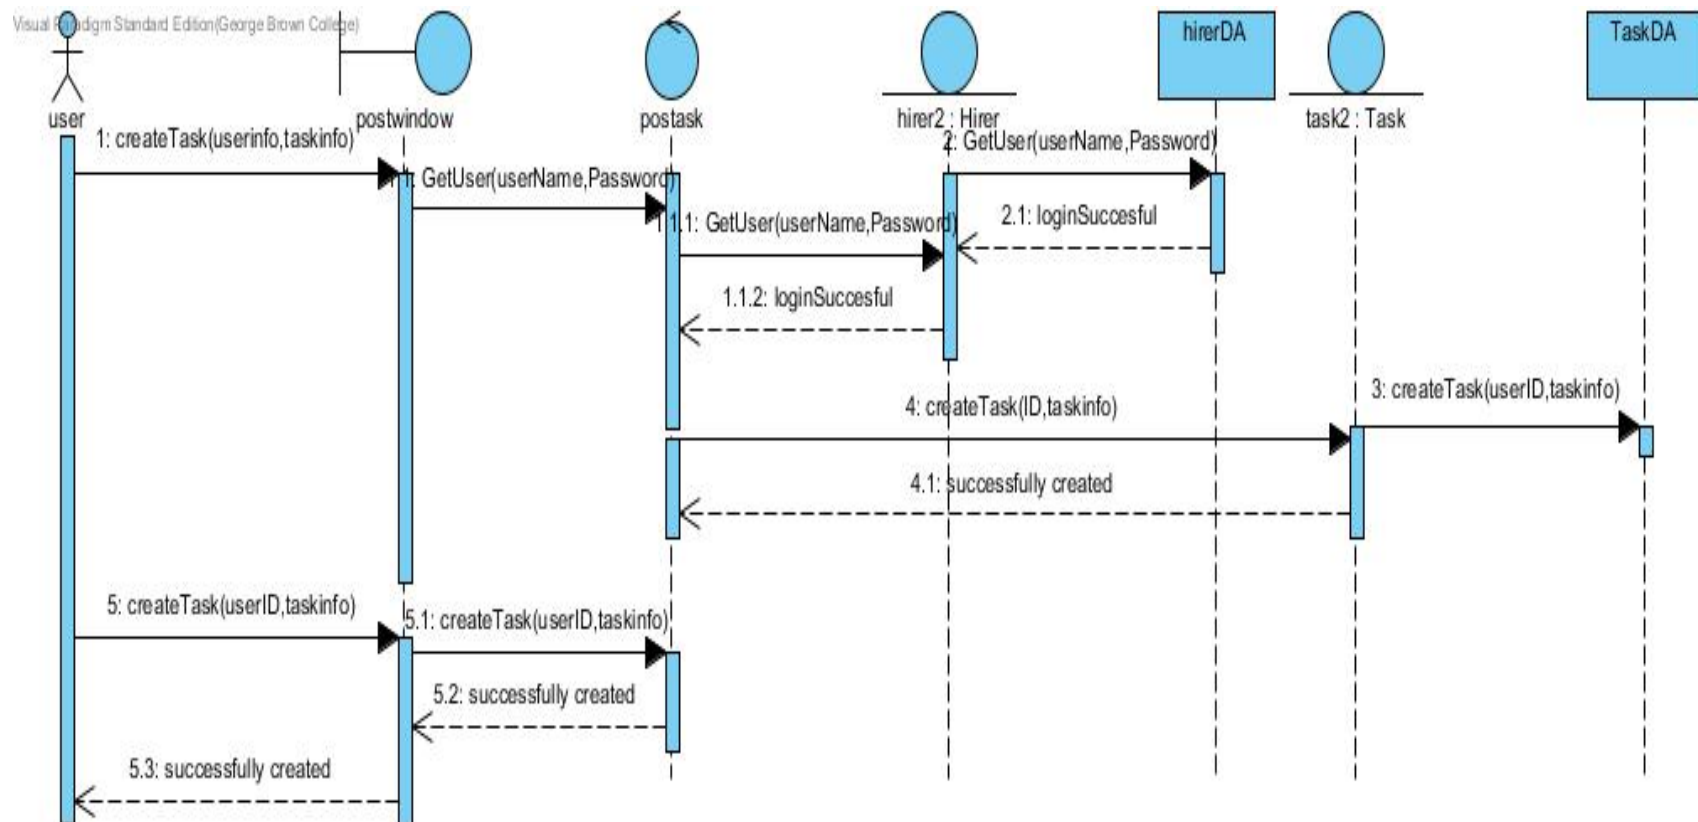 Visual Paradigm Standard Edition(George Brown College)
hirerDA
TaskDA
user
postwindow
postask
hirer2 : Hirer
task2 : Task
1: createTask(userinfo,taskinfo)
2: GetUser(userName,Password)
GetUser(userName,Password)
1.1.1: GetUser(userName,Password)
2.1: loginSuccesful
1.1.2: loginSuccesful
3: createTask(userID,taskinfo)
4: createTask(ID,taskinfo)
4.1: successfully created
5: createTask(userID,taskinfo)
5.1: createTask(userID,taskinfo)
5.2: successfully created
5.3: successfully created